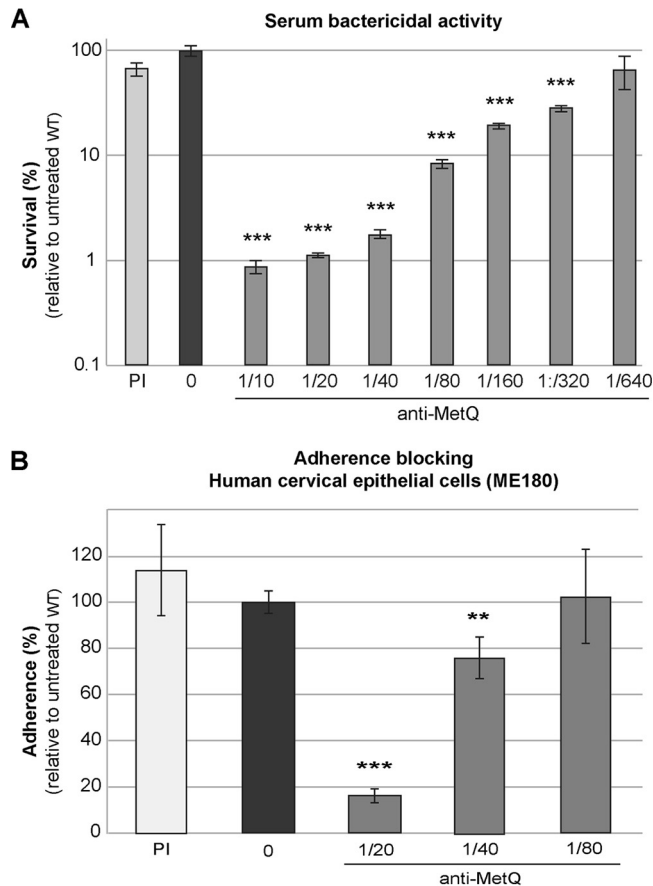 A
Serum bactericidal activity
Survival (%)
(relative to untreated WT)
100
10
1
0.1
*** *** *** *** *** ***
PI 0 1/10 1/20 1/40 1/80 1/160 1:/320 1/640
anti-MetQ
B
Adherence blocking
Human cervical epithelial cells (ME180)
Adherence (%)
(relative to untreated WT)
120
100
80
60
40
20
0
*** **
PI 0 1/20 1/40 1/80
anti-MetQ